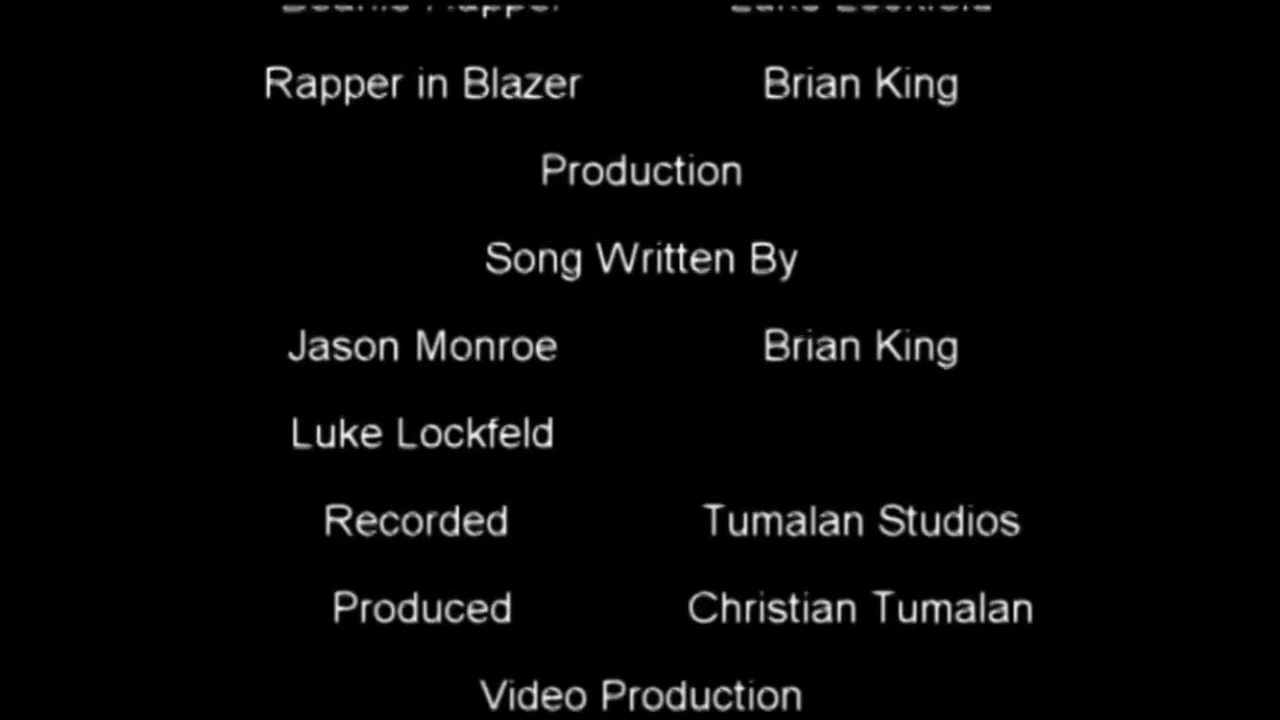 Rapper in Blazer Brian King
Production
Song Written By
Jason Monroe Brian King
Luke Lockfeld
Recorded Tumalan Studios
Produced Christian Tumalan
Video Production